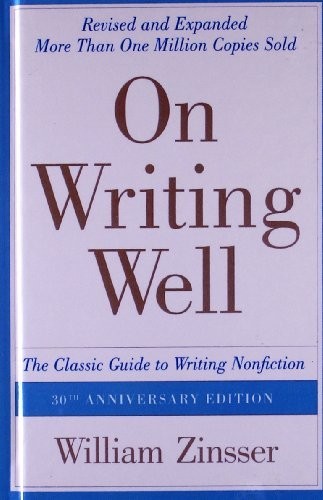 Revised and Expanded
More Than One Million Copies Sold
On
Writing
Well
The Classic Guide to Writing Nonfiction
30TH ANNIVERSARY EDITION
William Zinsser